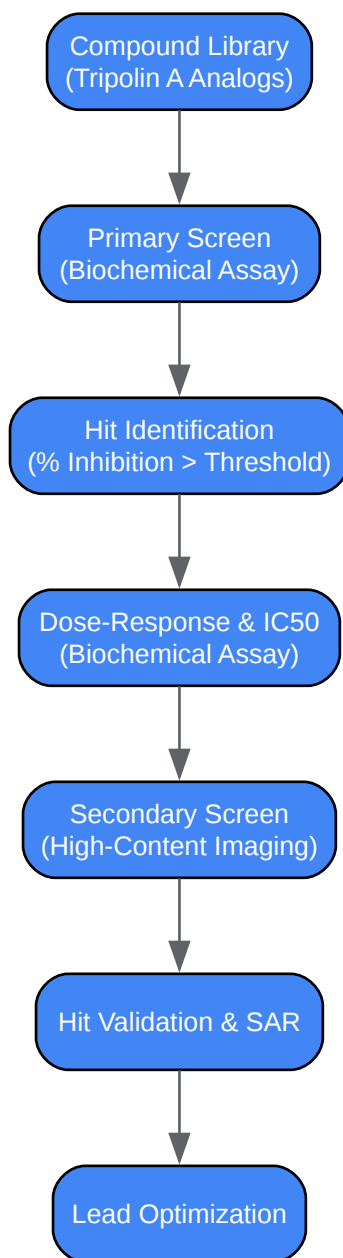 Compound Library
(Tripolin A Analogs)
Primary Screen
(Biochemical Assay)
Hit Identification
(% Inhibition > Threshold)
Dose-Response & IC50
(Biochemical Assay)
Secondary Screen
(High-Content Imaging)
Hit Validation & SAR
Lead Optimization